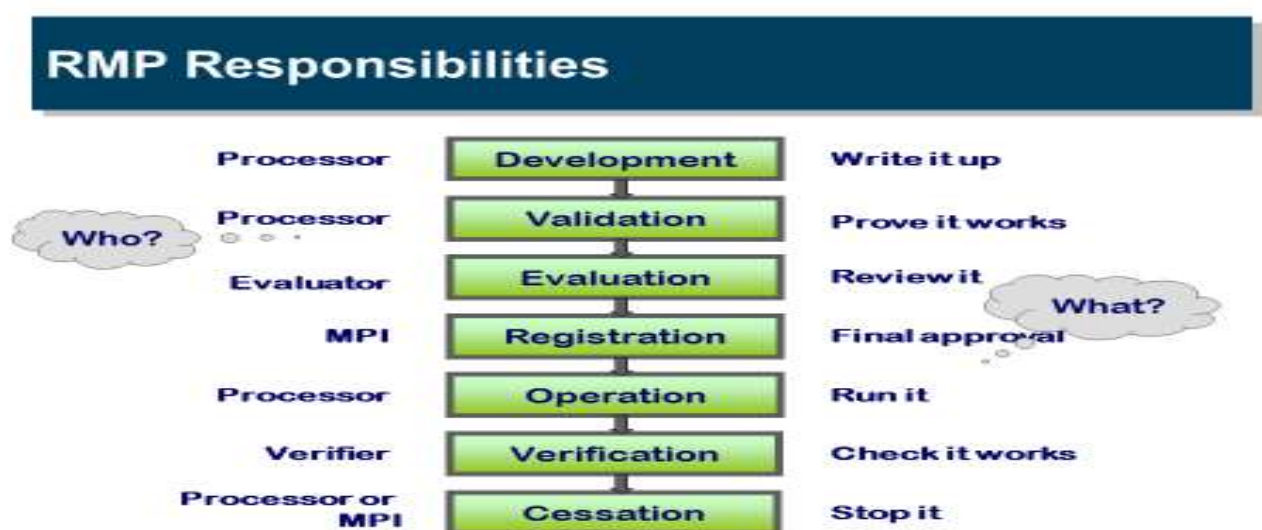 RMP Responsibilities
Processor Development Write it up
Processor Validation Prove it works
Who?
Evaluator Evaluation Review it
What?
MPI Registration Final approval
Processor Operation Run it
Verifier Verification Check it works
Processor or
MPI Cessation Stop it